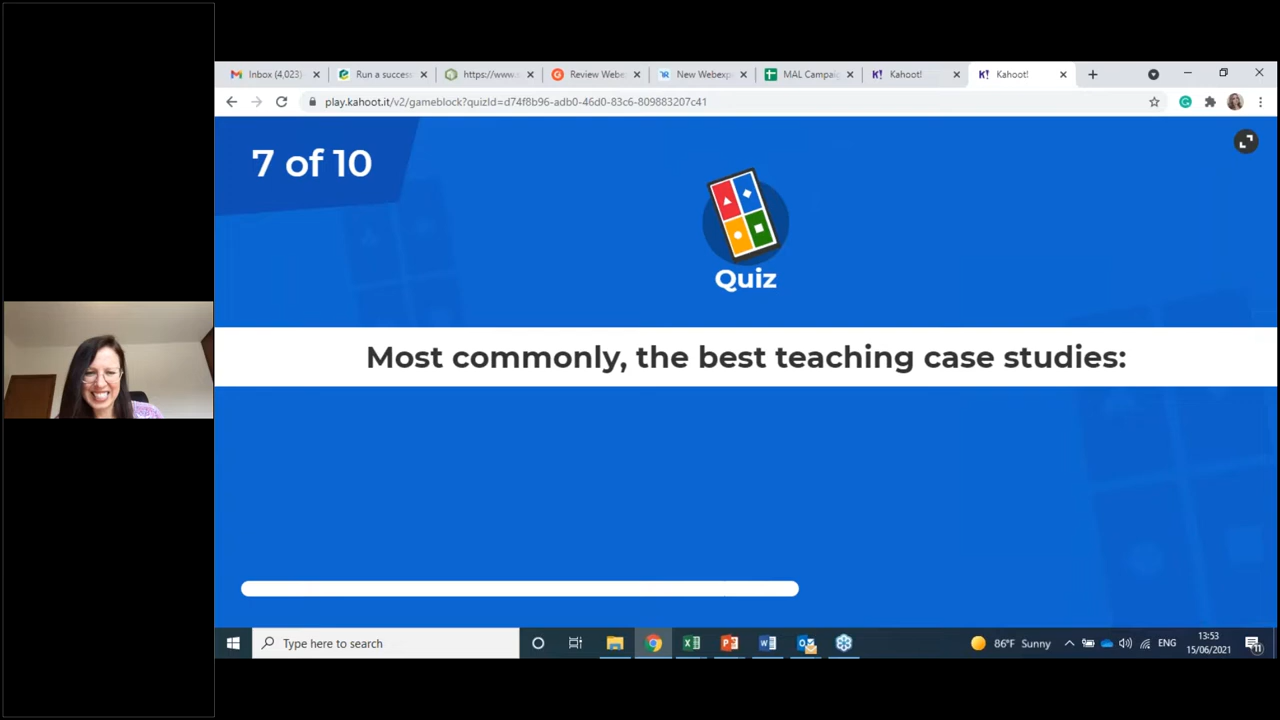 Inbox (4,023)
Run a succes
https://www.
Review Webe
New Webexp
MAL Campai
Kahoot!
Kahoot!
play.kahoot.it/v2/gameblock?quizId=d74f8b96-adb0-46d0-83c6-809883207c41
7 of 10
Quiz
Most commonly, the best teaching case studies:
Type here to search
86°F Sunny
ENG
13:53
15/06/2021
11